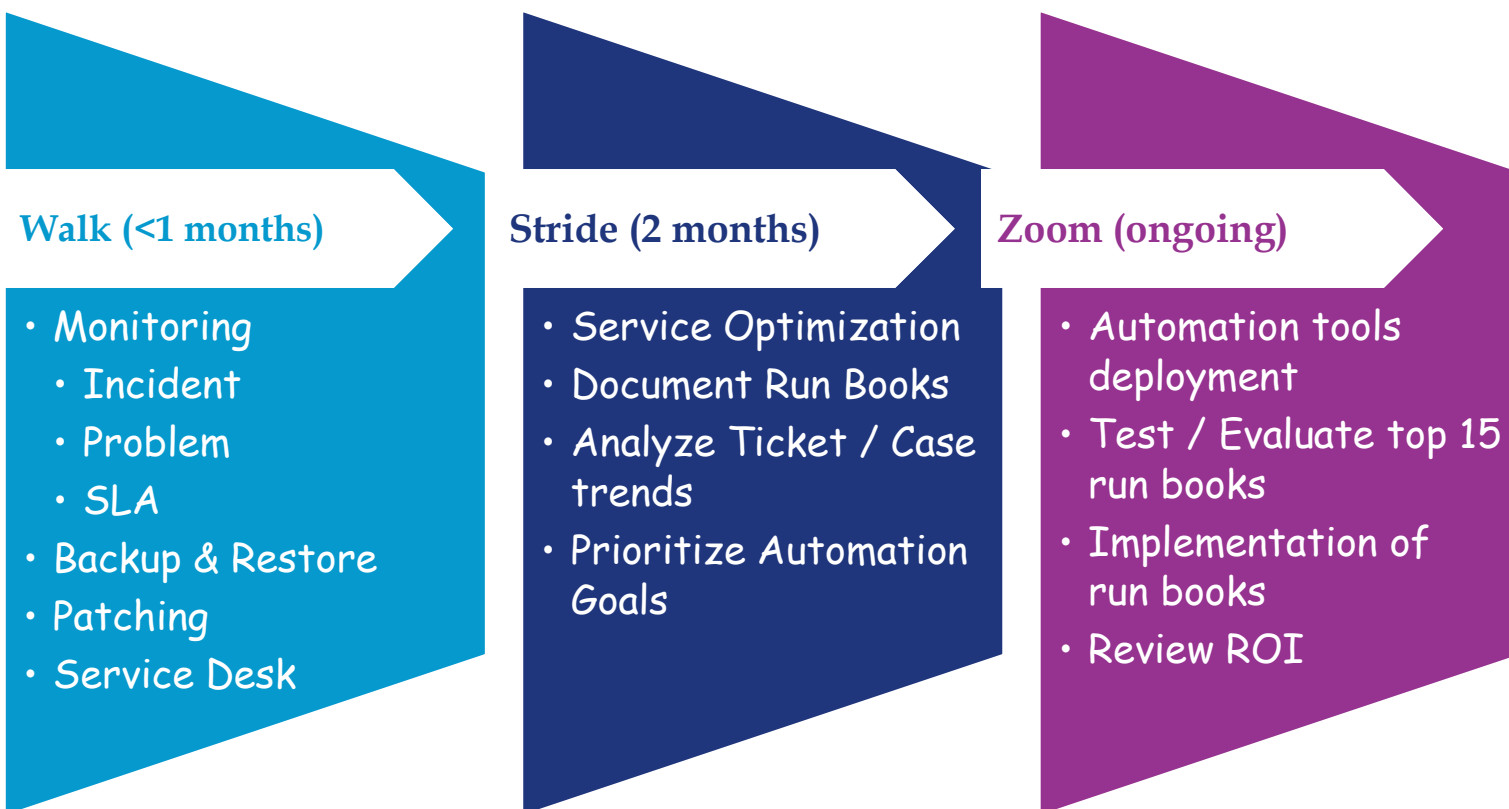 Walk (<1 months)
• Monitoring
• Incident
• Problem
• SLA
• Backup & Restore
• Patching
• Service Desk
Stride (2 months)
• Service Optimization
• Document Run Books
• Analyze Ticket / Case
trends
• Prioritize Automation
Goals
Zoom (ongoing)
• Automation tools
deployment
• Test / Evaluate top 15
run books
• Implementation of
run books
• Review ROI